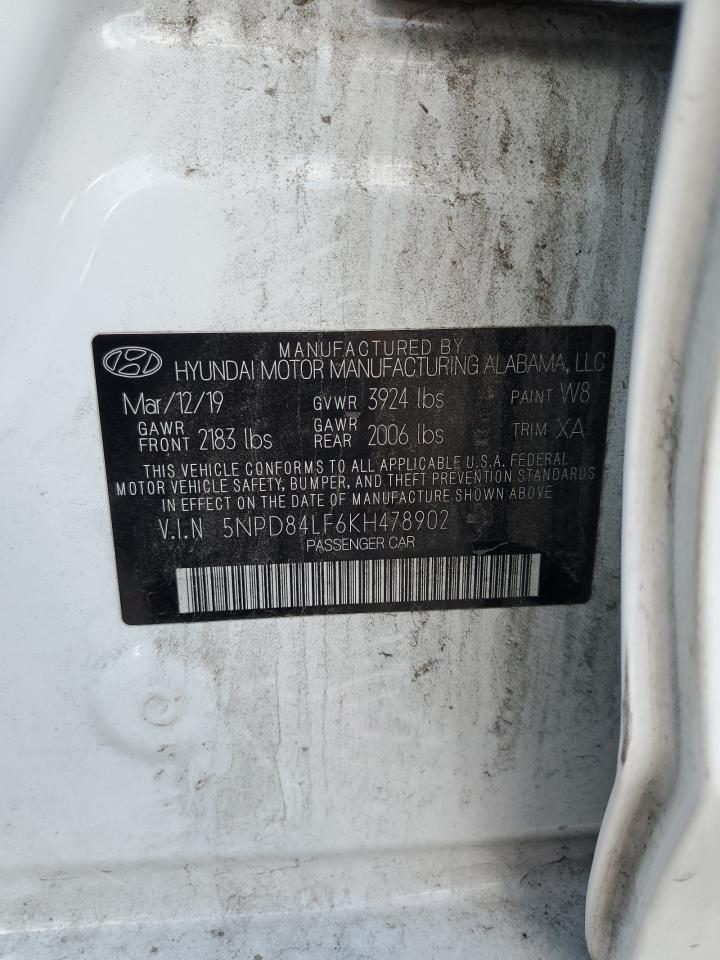 MANUFACTURED BY
HYUNDAI MOTOR MANUFACTURING ALABAMA, LLC
Mar/12/19 GVWR 3924 lbs PAINT W8
GAWR FRONT 2183 lbs GAWR REAR 2006 lbs TRIM XA
THIS VEHICLE CONFORMS TO ALL APPLICABLE U.S.A. FEDERAL
MOTOR VEHICLE SAFETY, BUMPER, AND THEFT PREVENTION STANDARDS
IN EFFECT ON THE DATE OF MANUFACTURE SHOWN ABOVE.
V.I.N 5NPD84LF6KH478902
PASSENGER CAR